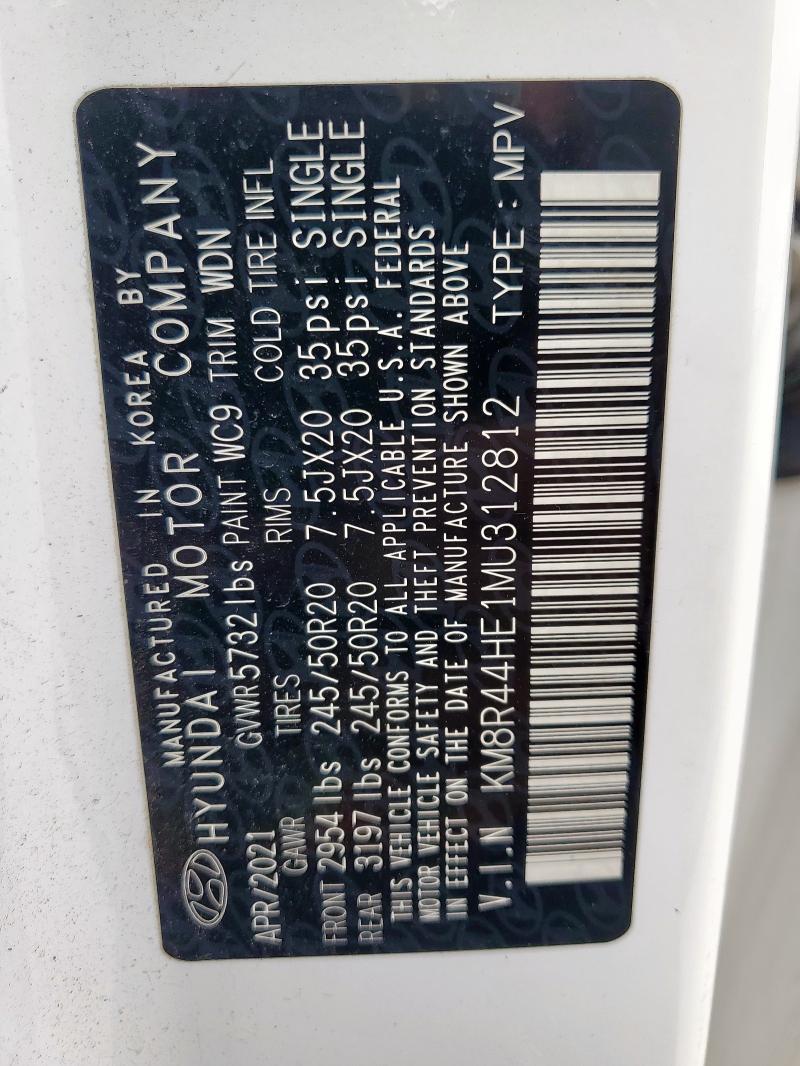 MANUFACTURED IN KOREA BY
HYUNDAI MOTOR COMPANY
APR/2021 GVWR 5732 lbs PAINT WC9 TRIM WDN
GAWR TIRES RIMS COLD TIRE INFL
FRONT 2954 lbs 245/50R20 7.5JX20 35psi SINGLE
REAR 3197 lbs 245/50R20 7.5JX20 35psi SINGLE
THIS VEHICLE CONFORMS TO ALL APPLICABLE U.S.A. FEDERAL
MOTOR VEHICLE SAFETY AND THEFT PREVENTION STANDARDS
IN EFFECT ON THE DATE OF MANUFACTURE SHOWN ABOVE
V.I.N KM8R44HE1MU312812 TYPE : MPV